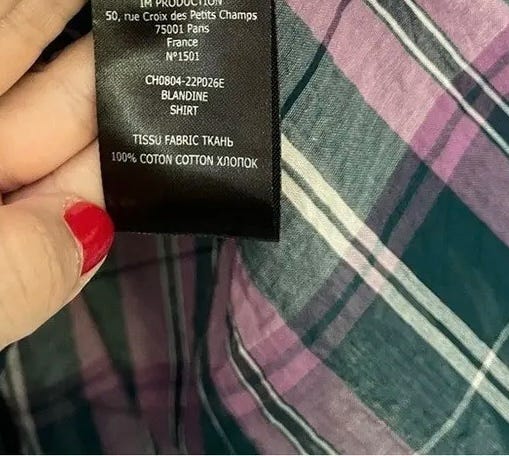 IM PRODUCTION
50, rue Croix des Petits Champs
75001 Paris
France
N°1501
CH0804-22P026E
BLANDINE
SHIRT
TISSU FABRIC ТКАНЬ
100% COTON COTTON ХЛОПОК